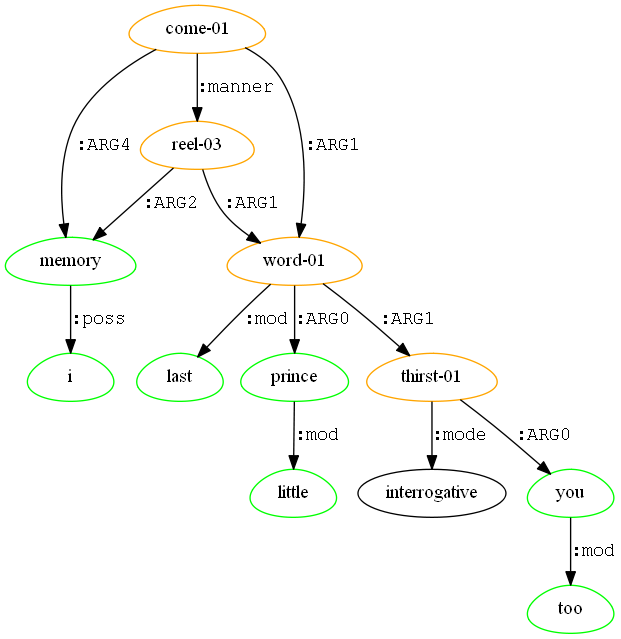 come-01
:manner
:ARG4
reel-03
:ARG1
:ARG2
:ARG1
memory
word-01
:poss
:mod
:ARG0
:ARG1
i
last
prince
thirst-01
:mod
:mode
:ARG0
little
interrogative
you
:mod
too